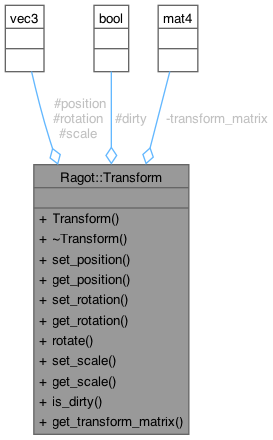 vec3
bool
mat4
#position
#rotation
#scale
#dirty
-transform_matrix
Ragot::Transform
+ Transform()
+ ~Transform()
+ set_position()
+ get_position()
+ set_rotation()
+ get_rotation()
+ rotate()
+ set_scale()
+ get_scale()
+ is_dirty()
+ get_transform_matrix()